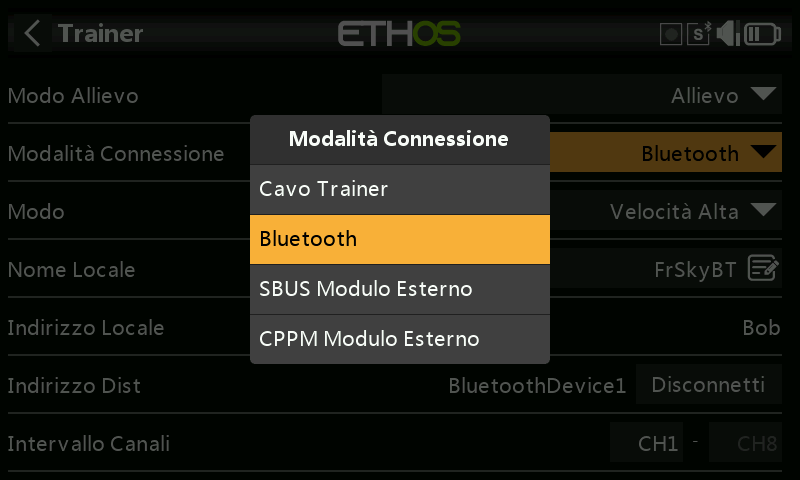 Trainer
ETHOS
S
Modo Allievo
Allievo
Modalità Connessione
Bluetooth
Modo
Velocità Alta
Nome Locale
FrSkyBT
Indirizzo Locale
Bob
Indirizzo Dist
BluetoothDevice1
Disconnetti
Intervallo Canali
CH1 - CH8
Modalità Connessione
Cavo Trainer
Bluetooth
SBUS Modulo Esterno
CPPM Modulo Esterno